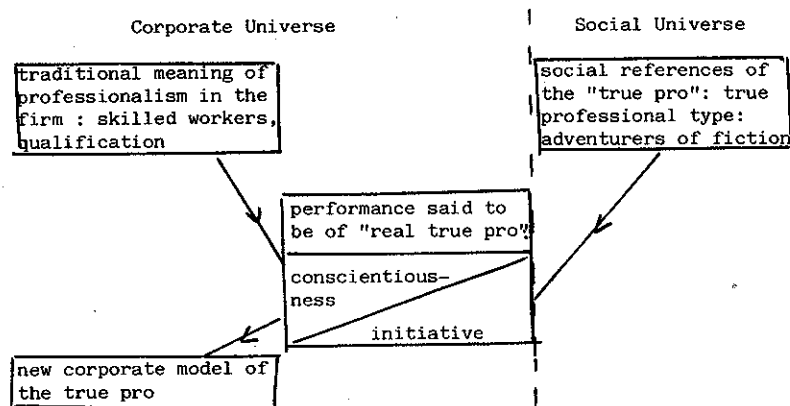 Corporate Universe
Social Universe
traditional meaning of
professionalism in the
firm : skilled workers,
qualification
social references of
the "true pro": true
professional type:
adventurers of fiction
performance said to
be of "real true pro"
conscientious-
ness
initiative
new corporate model of
the true pro